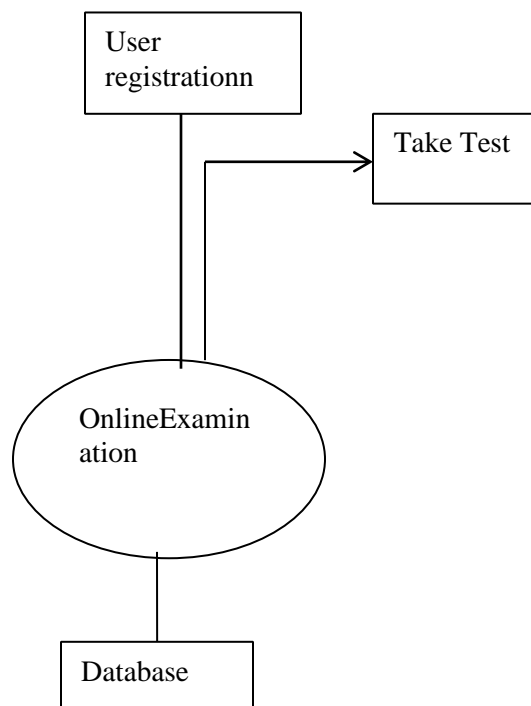 User
registrationn
Take Test
OnlineExamin
ation
Database